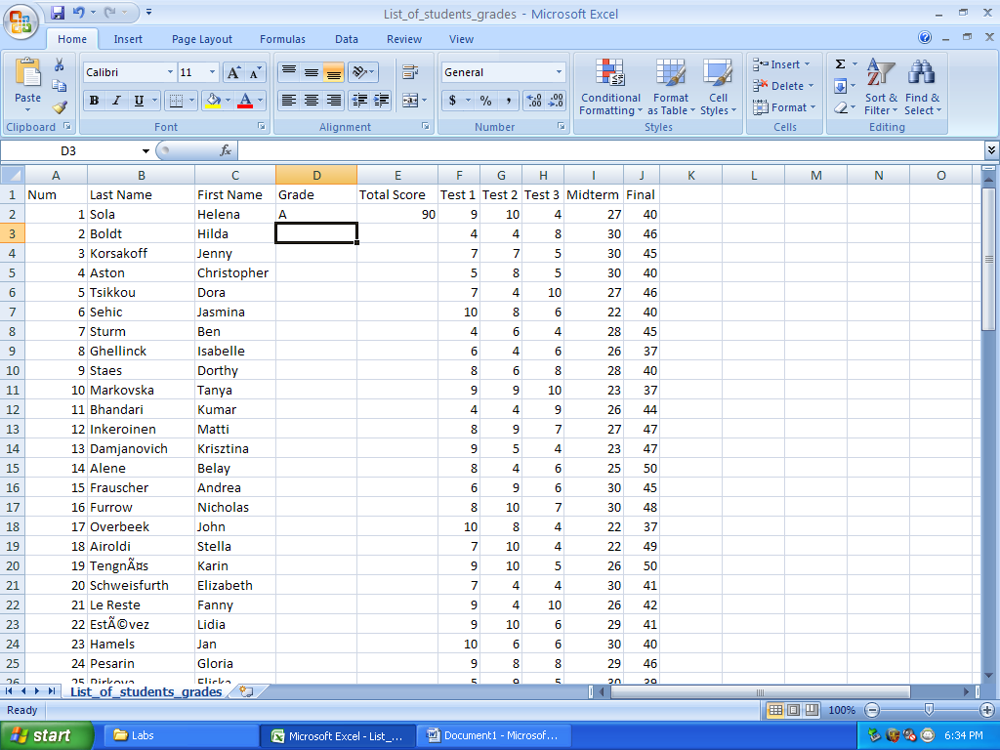 List_of_students_grades - Microsoft Excel
Home Insert Page Layout Formulas Data Review View
Paste
Calibri 11
General
Conditional Formatting
Format as Table
Cell Styles
Insert
Delete
Format
Sort & Filter
Find & Select
Clipboard Font Alignment Number Styles Cells Editing
D3 fx
A B C D E F G H I J K L M N O
1 Num Last Name First Name Grade Total Score Test 1 Test 2 Test 3 Midterm Final
2 1 Sola Helena A 90 9 10 4 27 40
3 2 Boldt Hilda 4 4 8 30 46
4 3 Korsakoff Jenny 7 7 5 30 45
5 4 Aston Christopher 5 8 5 30 40
6 5 Tsikkou Dora 7 4 10 27 46
7 6 Sehic Jasmina 10 8 6 22 40
8 7 Sturm Ben 4 6 4 28 45
9 8 Ghellinck Isabelle 6 4 6 26 37
10 9 Staes Dorthy 8 6 8 28 40
11 10 Markovska Tanya 9 9 10 23 37
12 11 Bhandari Kumar 4 4 9 26 44
13 12 Inkeroinen Matti 8 9 7 27 47
14 13 Damjanovich Krisztina 9 5 4 23 47
15 14 Alene Belay 8 4 6 25 50
16 15 Frauscher Andrea 6 9 6 30 45
17 16 Furrow Nicholas 8 10 7 30 48
18 17 Overbeek John 10 8 4 22 37
19 18 Airoldi Stella 7 10 4 22 49
20 19 TengnÃ¤s Karin 9 10 5 26 50
21 20 Schweisfurth Elizabeth 7 4 4 30 41
22 21 Le Reste Fanny 9 4 10 26 42
23 22 EstÃ©vez Lidia 9 10 6 29 41
24 23 Hamels Jan 10 6 6 30 40
25 24 Pesarin Gloria 9 8 8 29 46
26 25 Pirkova Eliska 5 9 5 30 39
List_of_students_grades
Ready 100%
start Labs Microsoft Excel - List_... Document1 - Microsof... 6:34 PM